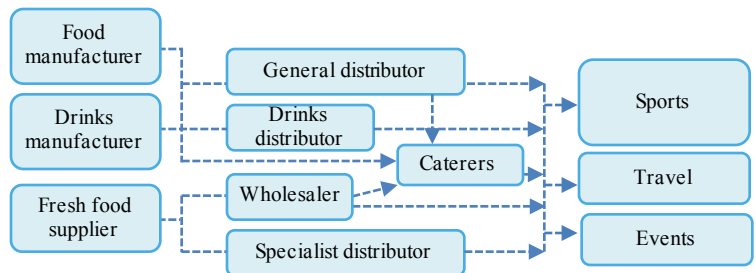 Food
manufacturer
Drinks
manufacturer
Fresh food
supplier
General distributor
Drinks
distributor
Wholesaler
Specialist distributor
Caterers
Sports
Travel
Events